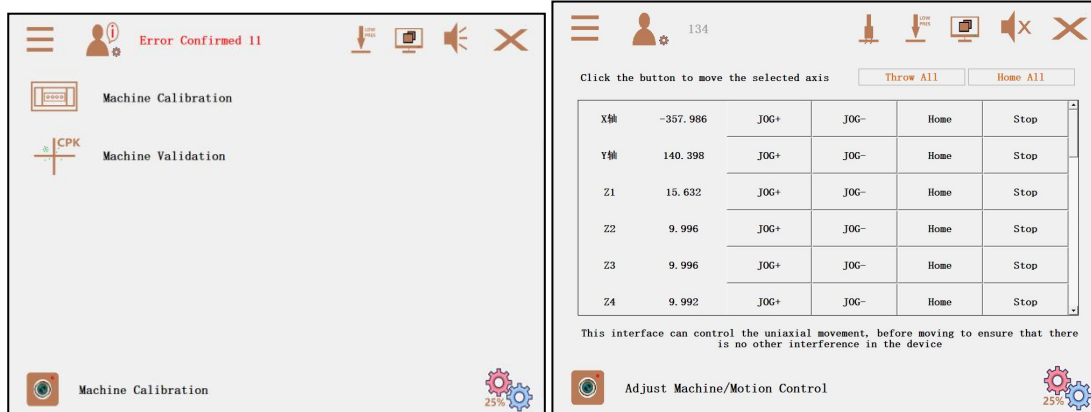 Error Confirmed 11
LOW
PRES
Machine Calibration
CPK
Machine Validation
Machine Calibration
25%
134
LOW
PRES
Click the button to move the selected axis Throw All Home All
X轴 -357.986 JOG+ JOG- Home Stop
Y轴 140.398 JOG+ JOG- Home Stop
Z1 15.632 JOG+ JOG- Home Stop
Z2 9.996 JOG+ JOG- Home Stop
Z3 9.996 JOG+ JOG- Home Stop
Z4 9.992 JOG+ JOG- Home Stop
This interface can control the uniaxial movement, before moving to ensure that there
is no other interference in the device
Adjust Machine/Motion Control
25%